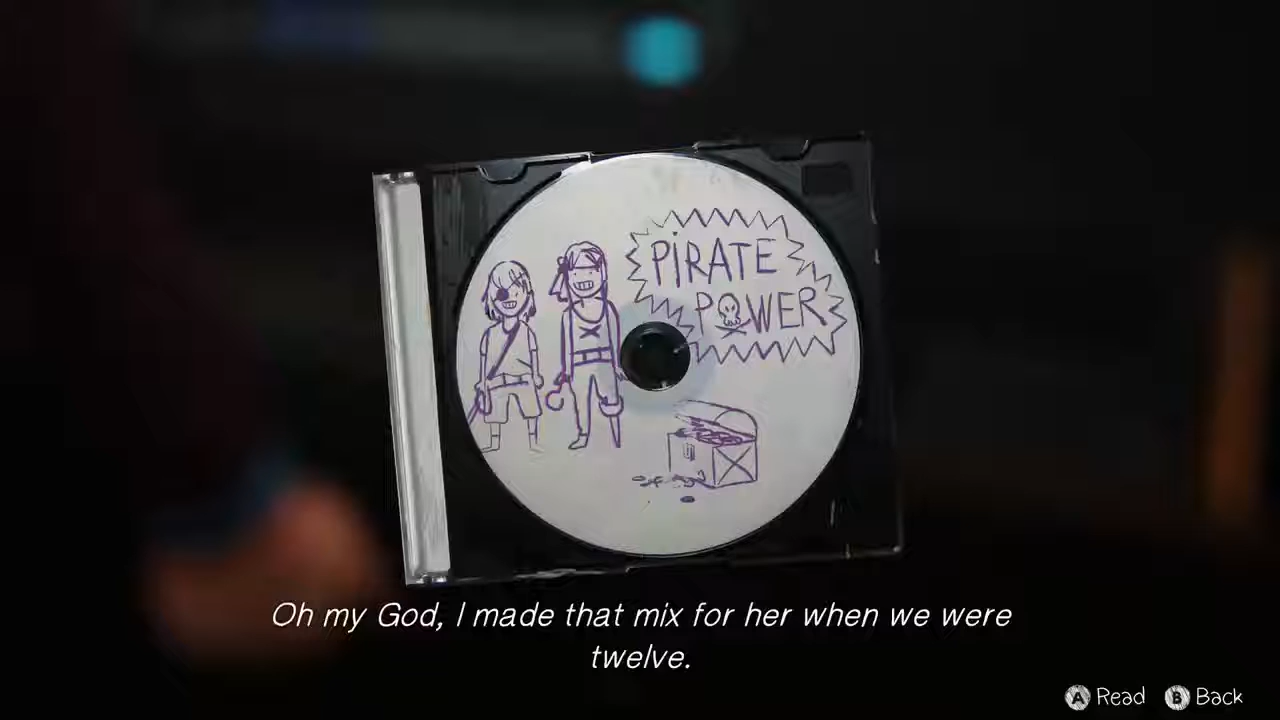 PiRATE
POWER
Oh my God, I made that mix for her when we were
twelve.
A Read B Back